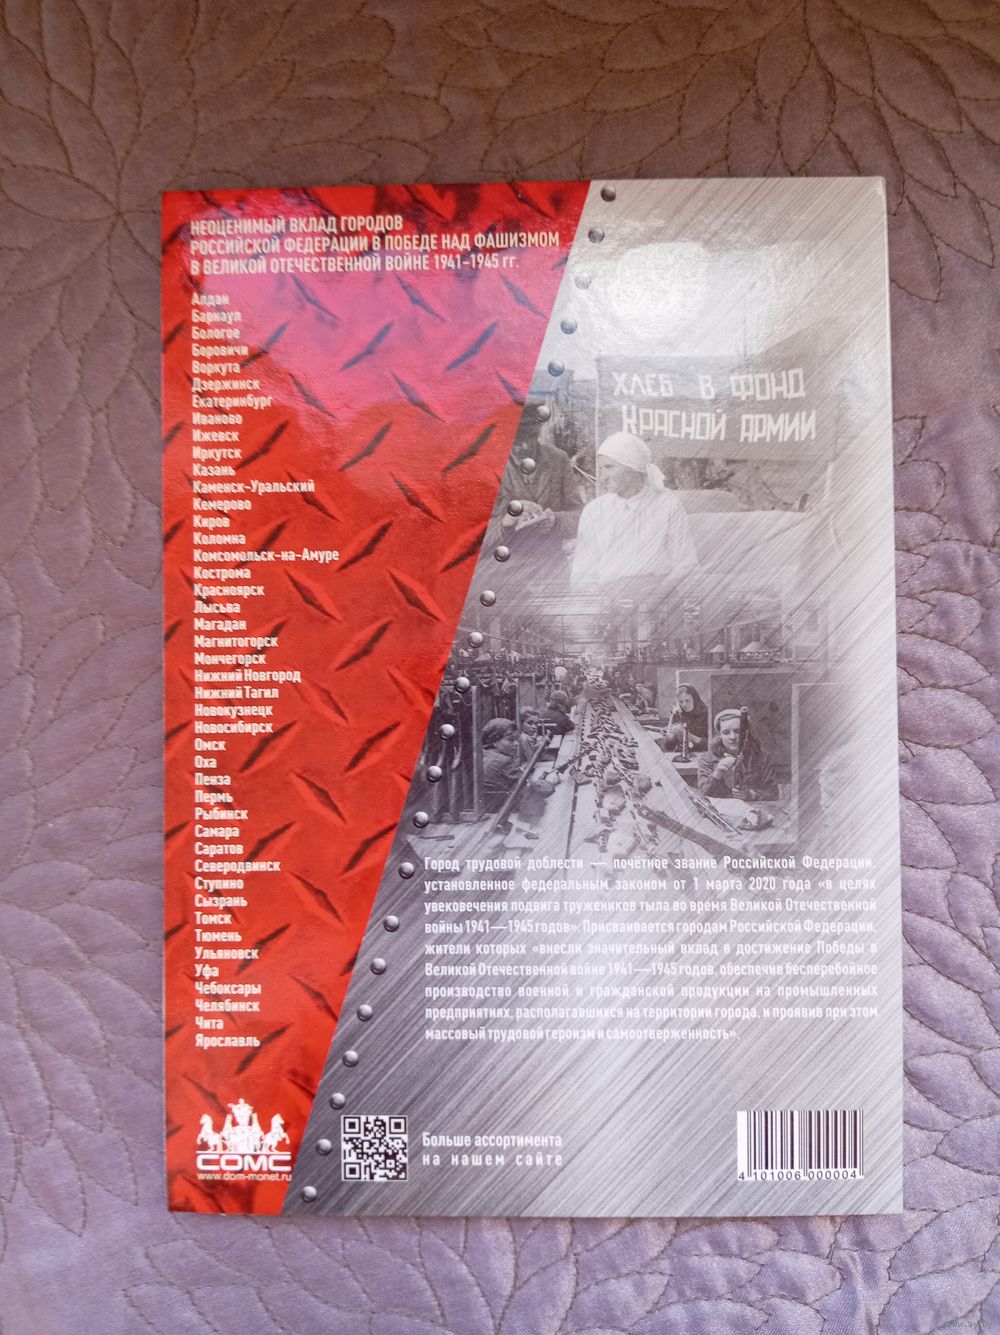 НЕОЦЕНИМЫЙ ВКЛАД ГОРОДОВ
РОССИЙСКОЙ ФЕДЕРАЦИИ В ПОБЕДЕ НАД ФАШИЗМОМ
В ВЕЛИКОЙ ОТЕЧЕСТВЕННОЙ ВОЙНЕ 1941-1945 гг.
Алдан
Барнаул
Бологое
Боровичи
Воркута
Дзержинск
Екатеринбург
Иваново
Ижевск
Иркутск
Казань
Каменск-Уральский
Кемерово
Киров
Коломна
Комсомольск-на-Амуре
Кострома
Красноярск
Лысьва
Магадан
Магнитогорск
Мончегорск
Нижний Новгород
Нижний Тагил
Новокузнецк
Новосибирск
Омск
Оха
Пенза
Пермь
Рыбинск
Самара
Саратов
Северодвинск
Ступино
Сызрань
Томск
Тюмень
Ульяновск
Уфа
Чебоксары
Челябинск
Чита
Ярославль
ХЛЕБ В ФОНД
КРАСНОЙ АРМИИ
Город трудовой доблести — почётное звание Российской Федерации,
установленное федеральным законом от 1 марта 2020 года «в целях
увековечения подвига тружеников тыла во время Великой Отечественной
войны 1941—1945 годов». Присваивается городам Российской Федерации,
жители которых «внесли значительный вклад в достижение Победы в
Великой Отечественной войне 1941—1945 годов, обеспечив бесперебойное
производство военной и гражданской продукции на промышленных
предприятиях, располагавшихся на территории города, и проявив при этом
массовый трудовой героизм и самоотверженность».
СОМС
www.dom-monet.ru
Больше ассортимента
на нашем сайте
4 101006 000004
www.ay.by